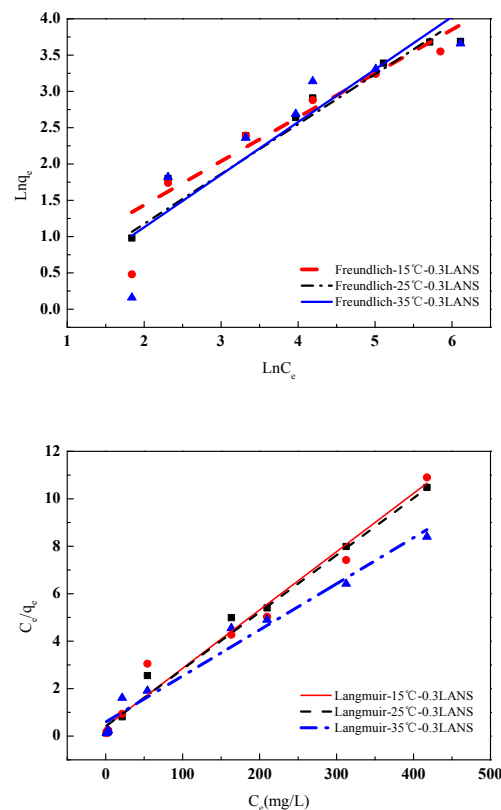 4.0
3.5
3.0
2.5
2.0
1.5
1.0
0.5
0.0
Lnqe
Freundlich-15℃-0.3LANS
Freundlich-25℃-0.3LANS
Freundlich-35℃-0.3LANS
1 2 3 4 5 6
LnCe
12
10
8
6
4
2
0
Ce/qe
Langmuir-15℃-0.3LANS
Langmuir-25℃-0.3LANS
Langmuir-35℃-0.3LANS
0 100 200 300 400 500
Ce(mg/L)